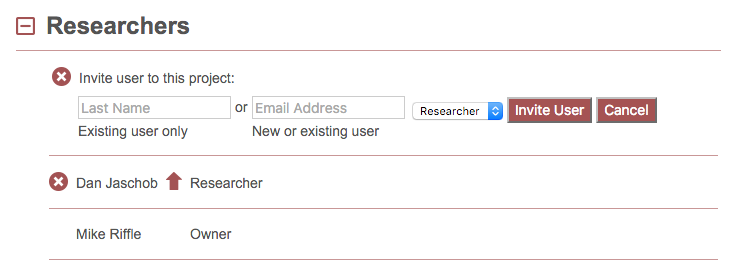 Researchers
Invite user to this project:
Last Name or Email Address Researcher Invite User Cancel
Existing user only New or existing user
Dan Jaschob Researcher
Mike Riffle Owner